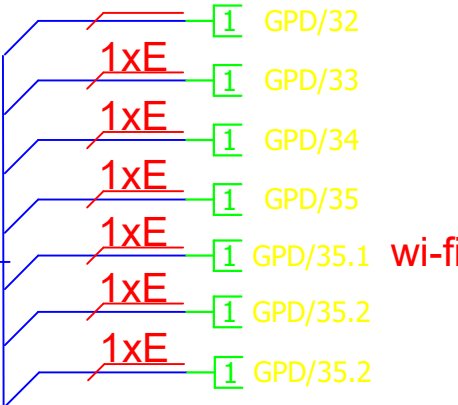 1 GPD/32
1xE
1 GPD/33
1xE
1 GPD/34
1xE
1 GPD/35
1xE
1 GPD/35.1 wi-fi
1xE
1 GPD/35.2
1xE
1 GPD/35.2